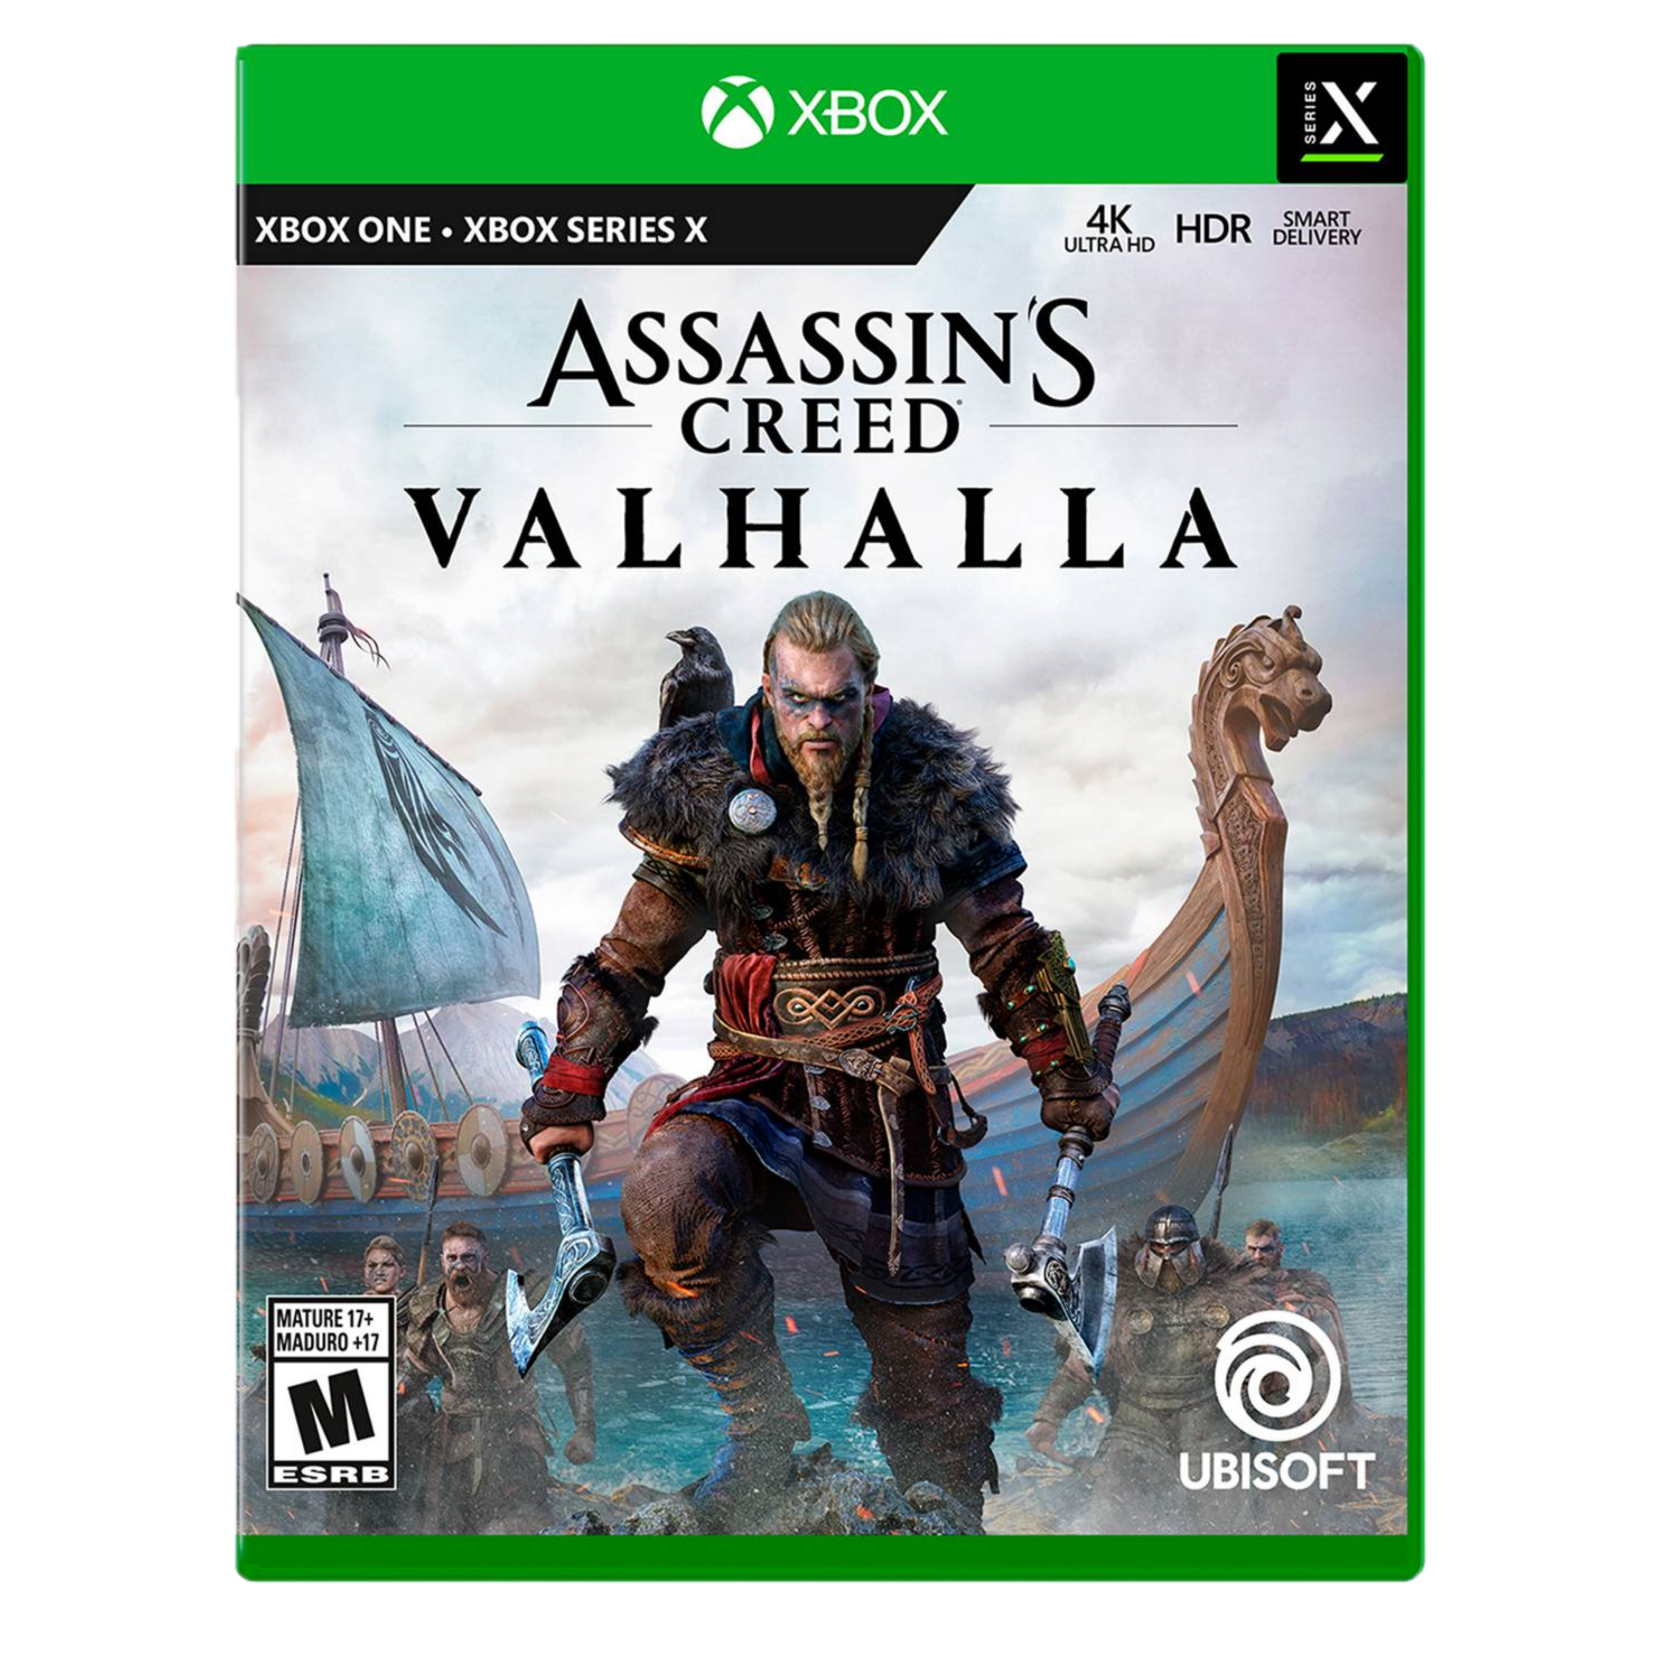 XBOX
SERIES X
XBOX ONE • XBOX SERIES X
4K
ULTRA HD
HDR
SMART
DELIVERY
ASSASSIN'S
CREED
VALHALLA
MATURE 17+
MADURO +17
M
ESRB
UBISOFT